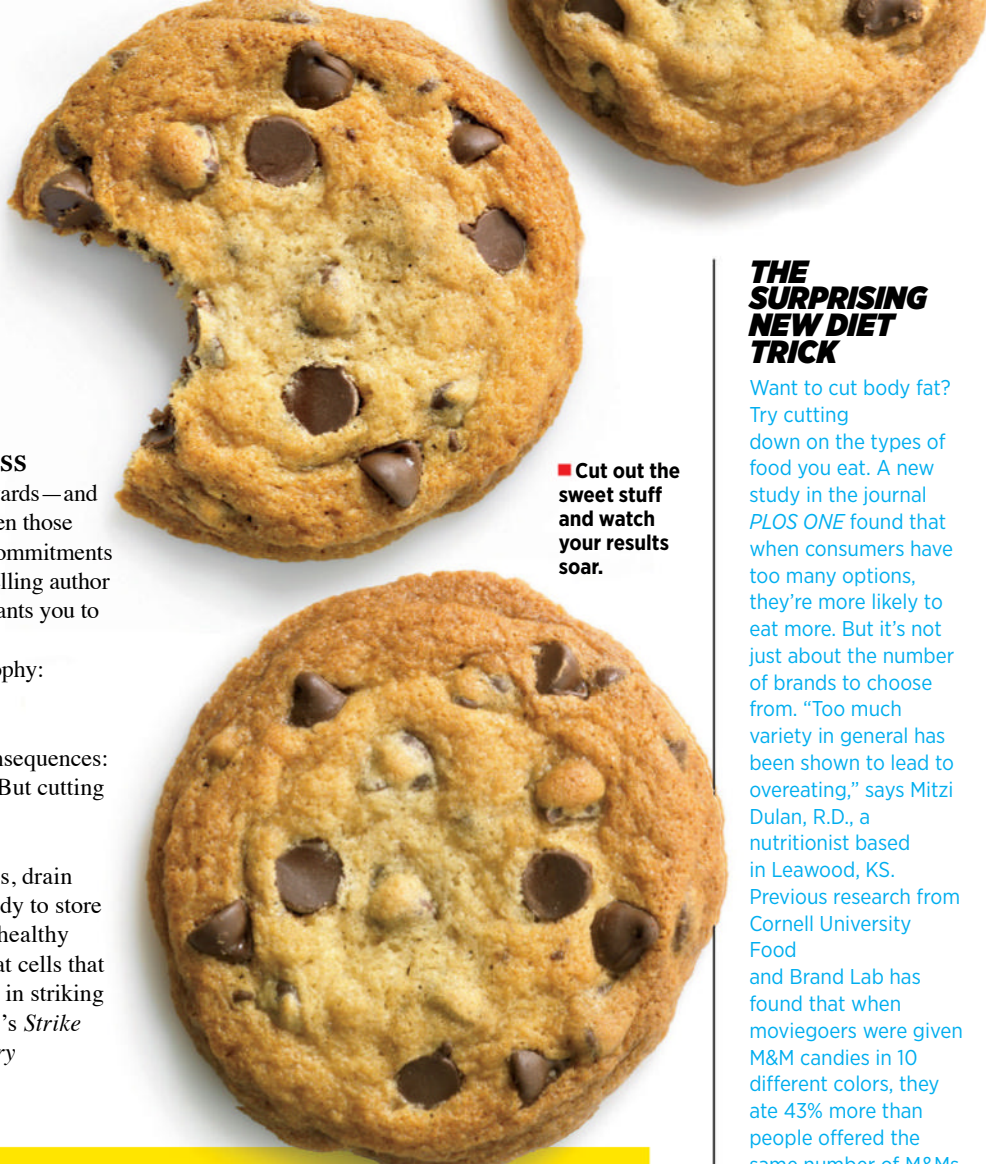 SS
ards—and
en those
ommitments
lling author
ants you to
phy:
nsequences:
But cutting
s, drain
dy to store
healthy
at cells that
in striking
’s Strike
ry
Cut out the
sweet stuff
and watch
your results
soar.
THE
SURPRISING
NEW DIET
TRICK
Want to cut body fat?
Try cutting
down on the types of
food you eat. A new
study in the journal
PLOS ONE found that
when consumers have
too many options,
they’re more likely to
eat more. But it’s not
just about the number
of brands to choose
from. “Too much
variety in general has
been shown to lead to
overeating,” says Mitzi
Dulan, R.D., a
nutritionist based
in Leawood, KS.
Previous research from
Cornell University
Food
and Brand Lab has
found that when
moviegoers were given
M&M candies in 10
different colors, they
ate 43% more than
people offered the
same number of M&Ms